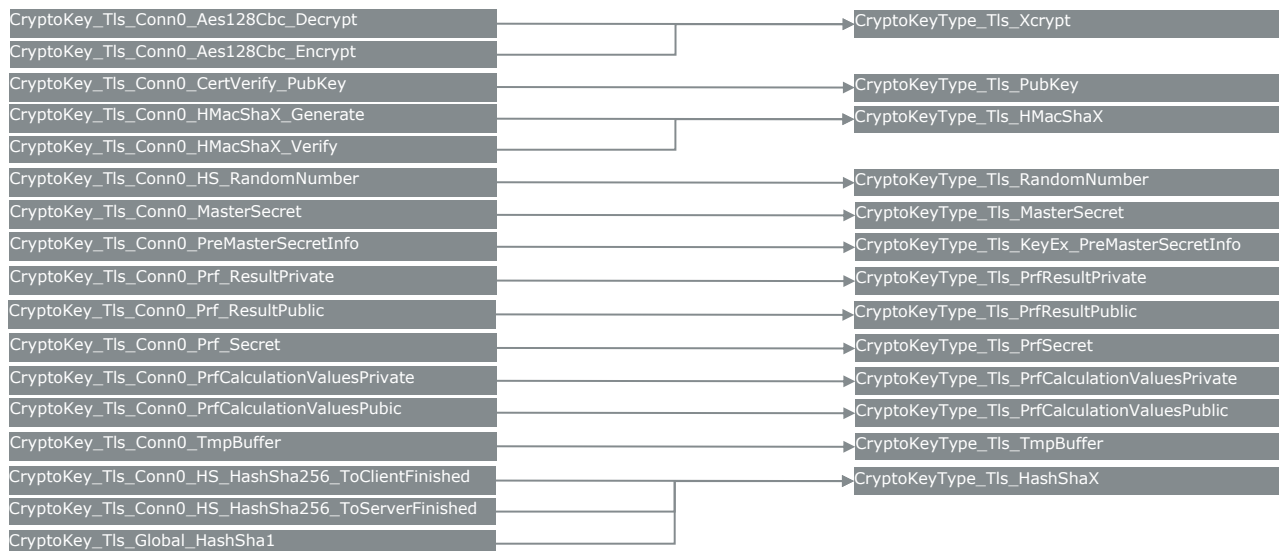 CryptoKey_Tls_Conn0_Aes128Cbc_Decrypt
CryptoKeyType_Tls_Xcrypt
CryptoKey_Tls_Conn0_Aes128Cbc_Encrypt
CryptoKey_Tls_Conn0_CertVerify_PubKey
CryptoKeyType_Tls_PubKey
CryptoKey_Tls_Conn0_HMacShaX_Generate
CryptoKeyType_Tls_HMacShaX
CryptoKey_Tls_Conn0_HMacShaX_Verify
CryptoKey_Tls_Conn0_HS_RandomNumber
CryptoKeyType_Tls_RandomNumber
CryptoKey_Tls_Conn0_MasterSecret
CryptoKeyType_Tls_MasterSecret
CryptoKey_Tls_Conn0_PreMasterSecretInfo
CryptoKeyType_Tls_KeyEx_PreMasterSecretInfo
CryptoKey_Tls_Conn0_Prf_ResultPrivate
CryptoKeyType_Tls_PrfResultPrivate
CryptoKey_Tls_Conn0_Prf_ResultPublic
CryptoKeyType_Tls_PrfResultPublic
CryptoKey_Tls_Conn0_Prf_Secret
CryptoKeyType_Tls_PrfSecret
CryptoKey_Tls_Conn0_PrfCalculationValuesPrivate
CryptoKeyType_Tls_PrfCalculationValuesPrivate
CryptoKey_Tls_Conn0_PrfCalculationValuesPubic
CryptoKeyType_Tls_PrfCalculationValuesPublic
CryptoKey_Tls_Conn0_TmpBuffer
CryptoKeyType_Tls_TmpBuffer
CryptoKey_Tls_Conn0_HS_HashSha256_ToClientFinished
CryptoKeyType_Tls_HashShaX
CryptoKey_Tls_Conn0_HS_HashSha256_ToServerFinished
CryptoKey_Tls_Global_HashSha1